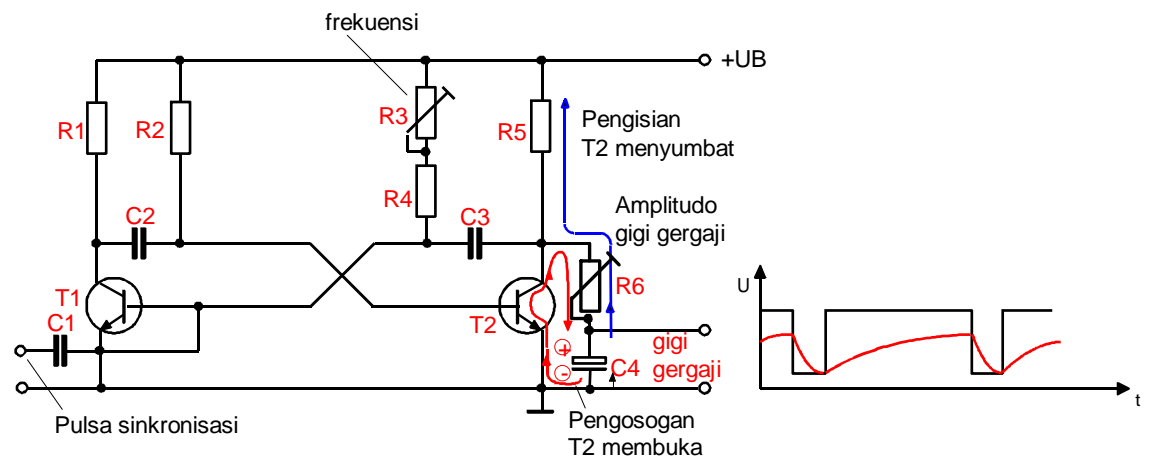 frekuensi
+UB
R1
R2
R3
R5
Pengisian
T2 menyumbat
R4
C2
C3
Amplitudo
gigi gergaji
T1
T2
R6
U
C1
gigi
gergaji
+
-
C4
t
Pulsa sinkronisasi
Pengosogan
T2 membuka